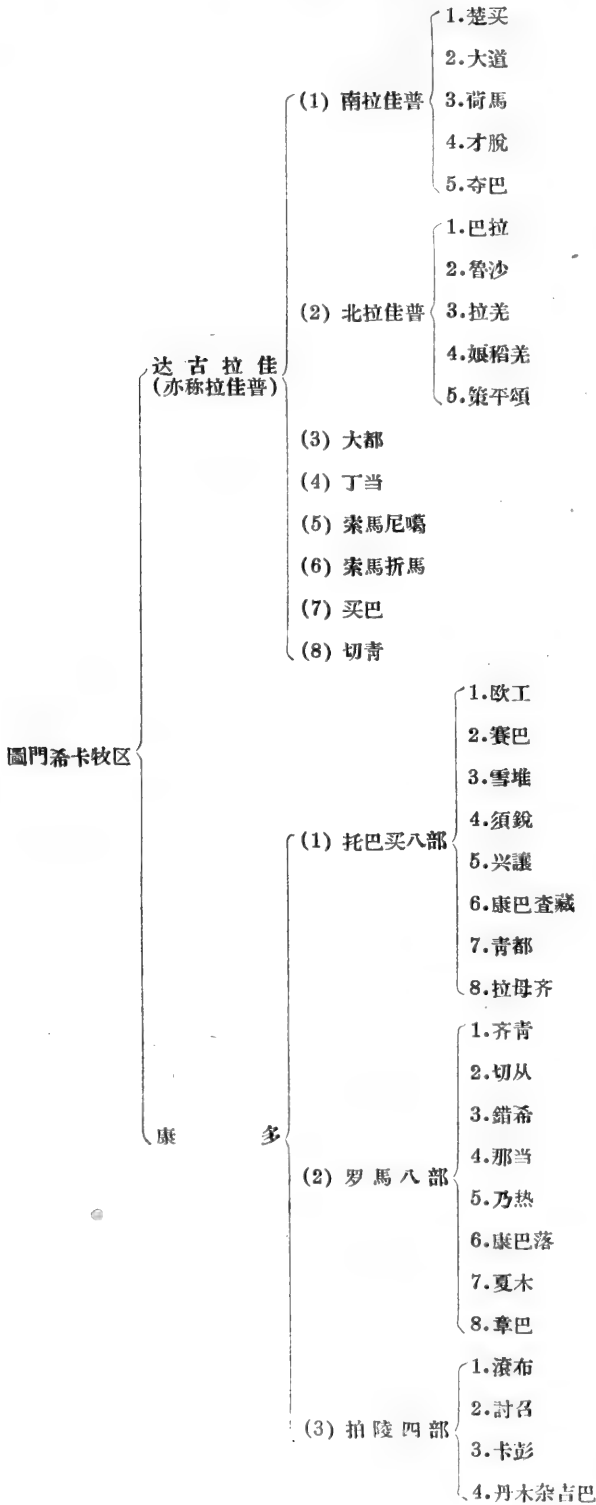 1.楚买
2.大道
(1) 南拉佳普
3.荷馬
4.才脫
5.夺巴
1.巴拉
2.魯沙
(2) 北拉佳普
3.拉羌
达古拉佳
(亦称拉佳普)
4.娘稻羌
5.策平頌
(3) 大都
(4) 丁当
(5) 索馬尼噶
(6) 索馬折馬
(7) 买巴
(8) 切青
1.欧工
2.賽巴
圖門希卡牧区
3.雪堆
4.須銳
(1) 托巴买八部
5.兴讓
6.康巴査藏
7.青都
8.拉母齐
1.齐青
2.切从
3.錯希
康多
4.那当
(2) 罗馬八部
5.乃热
6.康巴落
7.夏木
8.章巴
1.滾布
2.討召
(3) 拍陵四部
3.卡彭
4.丹木杂吉巴